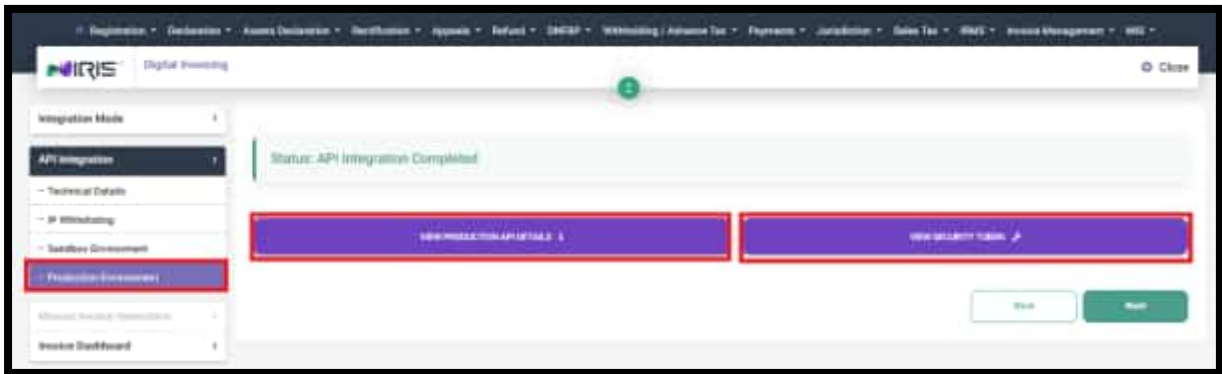 Registration Declaration Assets Declaration Rectification Appeals Refund Withholding / Advance Tax Payments Jurisdiction Sales Tax Invoice Management MIS
IRIS Digital Invoicing Close
Integration Mode
API Integration
Status: API Integration Completed
- Technical Details
- IP Whitelisting
VIEW PRODUCTION API DETAILS VIEW SECURITY TOKEN
- Sandbox Environment
- Production Environment
Back Next
Invoice Dashboard